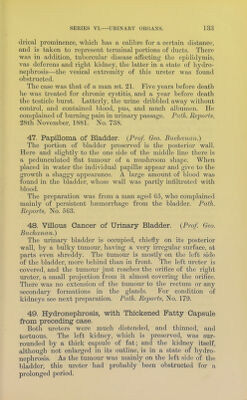 SERIES VI.—URINARY ORGANS. 133
drical prominence, which has a calibre for a certain distance,
and is taken to represent terminal portions of ducts. There
was in addition, tubercular disease affecting the epididymis,
vas deferens and right kidney, the latter in a state of hydro-
nephrosis—the vesical extremity of this ureter was found
obstructed.
The case was that of a man æt. 21. Five years before death
he was treated for chronic cystitis, and a year before death
the testicle burst. Latterly, the urine dribbled away without
control, and contained blood, pus, and much albumen. He
complained of burning pain in urinary passage. Path. Reports,
28th November, 1881. No. 738.
47. Papilloma of Bladder. (Prof. Geo. Buchanan.)
The portion of bladder preserved is the posterior wall.
Here and slightly to the one side of the middle line there is
a pedunculated flat tumour of a mushroom shape. When
placed in water the individual papillæ appear and give to the
growth a shaggy appearance. A large amount of blood was
found in the bladder, whose wall was partly infiltrated with
blood.
The preparation was from a man aged 65, who complained
mainly of persistent hæmorrhage from the bladder. Path.
Reports, No. 563.
48. Villous Cancer of Urinary Bladder. (Prof. Geo.
Buchanan.)
The urinary bladder is occupied, chiefly on its posterior
wall, by a bulky tumour, having a very irregular surface, at
parts even shreddy. The tumour is mostly on the left side
of the bladder, more behind than in front. The left ureter is
covered, and the tumour just reaches the orifice of the right
ureter, a small projection from it almost covering the orifice.
There was no extension of the tumour to the rectum or any
secondary formations in the glands. For condition of
kidneys see next preparation. Path. Reports, No. 179.
49. Hydronephrosis, with Thickened Fatty Capsule
from preceding case.
Both ureters were much distended, and thinned, and
tortuous. The left kidney, which is preserved, was sur-
rounded by a thick capsule of fat; and the kidney itself,
although not enlarged in its outline, is in a state of hydro-
nephrosis. As the tumour was mainly on the left side of the
bladder, this ureter had probably been obstructed for a
prolonged period.